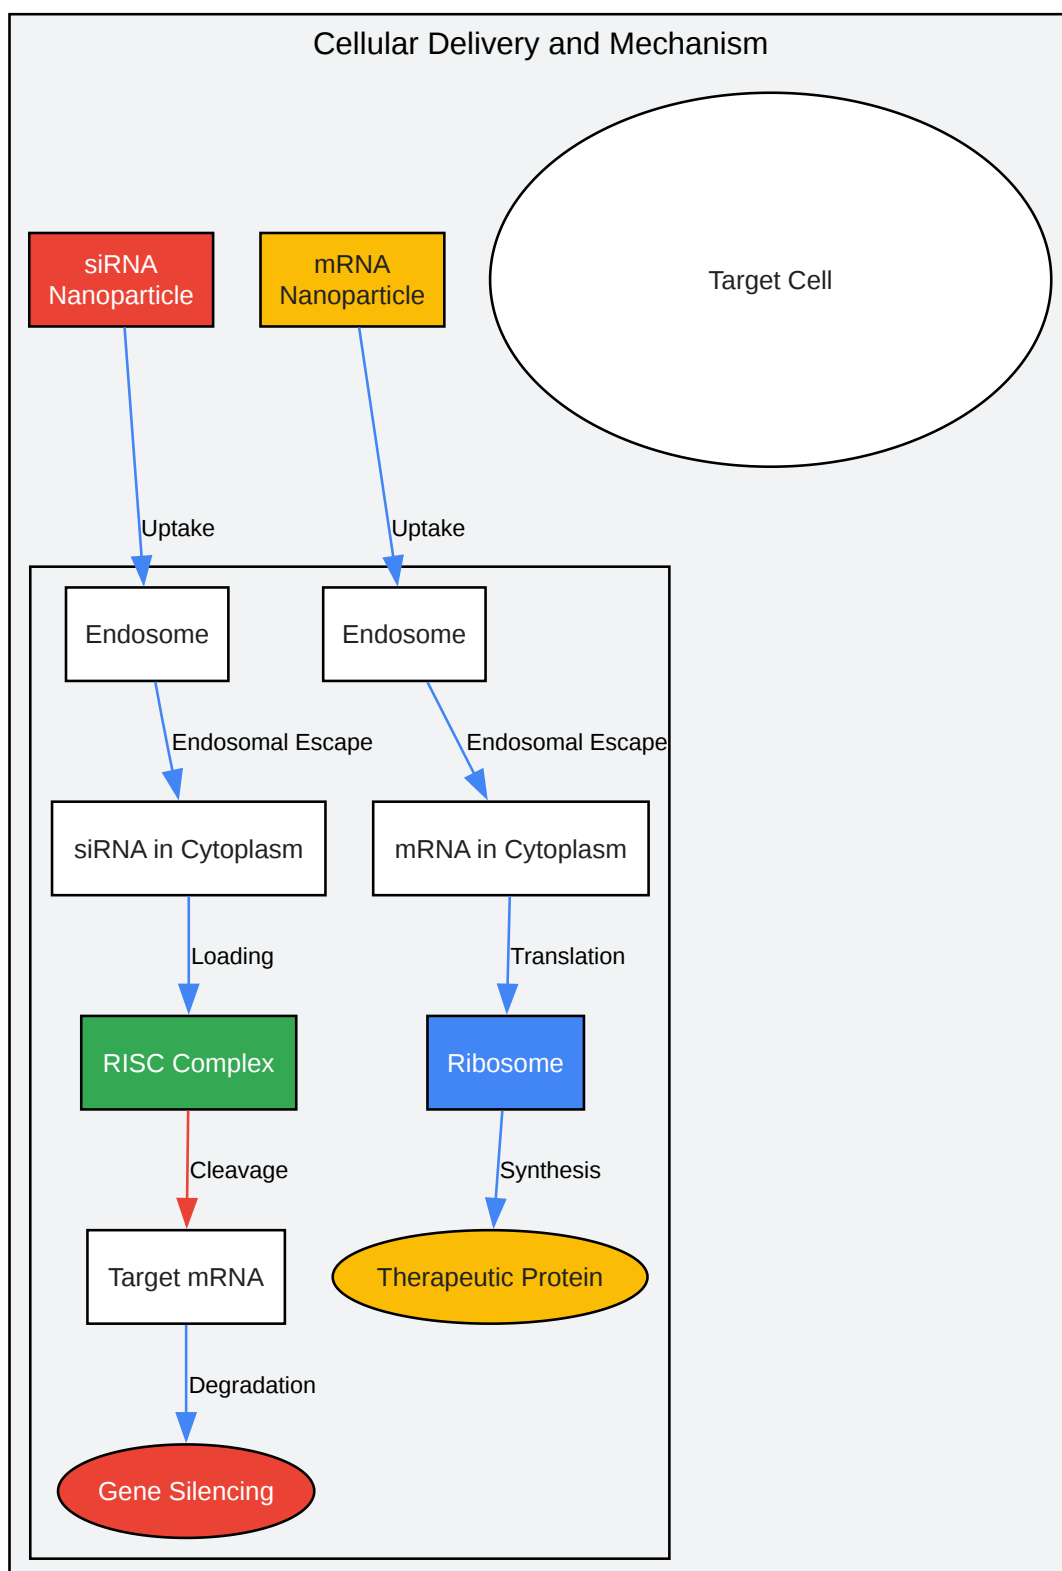 Cellular Delivery and Mechanism
siRNA
Nanoparticle
mRNA
Nanoparticle
Target Cell
Uptake
Uptake
Endosome
Endosome
Endosomal Escape
Endosomal Escape
siRNA in Cytoplasm
mRNA in Cytoplasm
Loading
Translation
RISC Complex
Ribosome
Cleavage
Synthesis
Target mRNA
Therapeutic Protein
Degradation
Gene Silencing